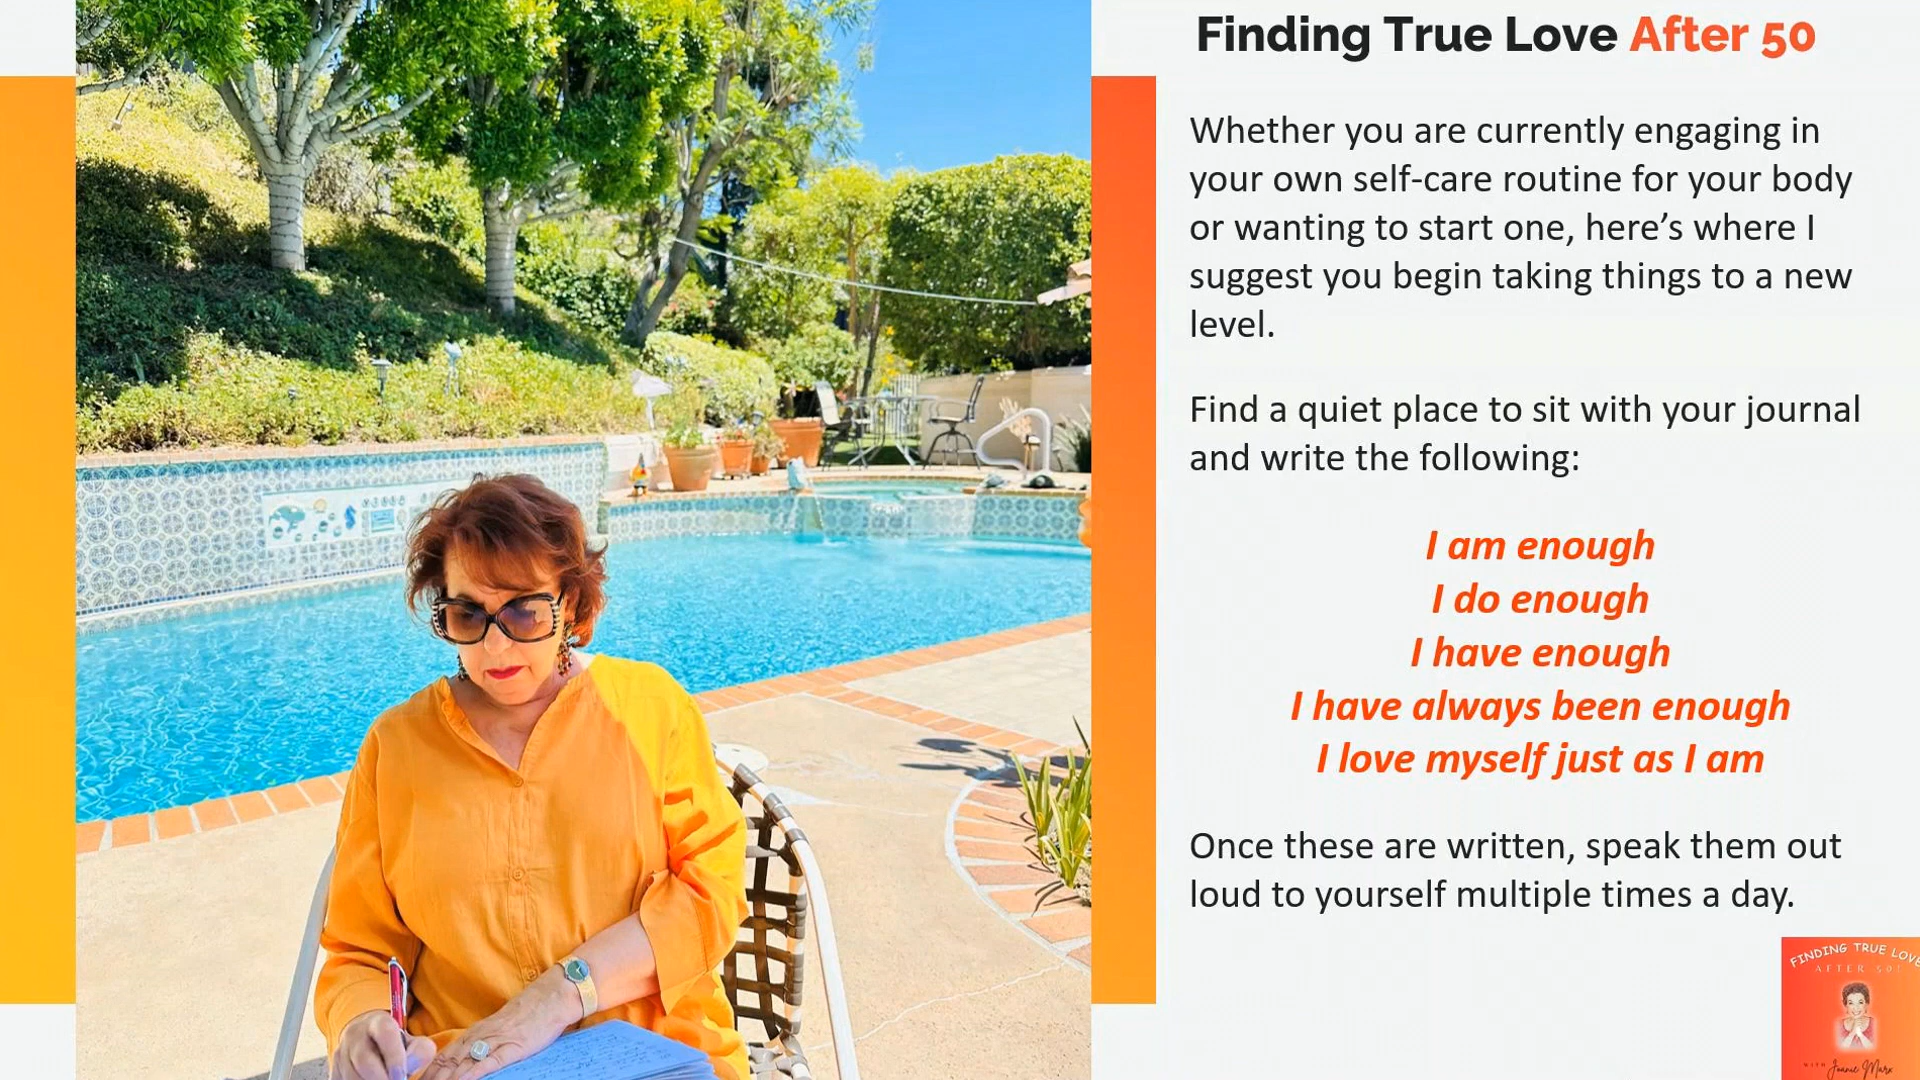 Finding True Love After 50
Whether you are currently engaging in
your own self-care routine for your body
or wanting to start one, here’s where I
suggest you begin taking things to a new
level.
Find a quiet place to sit with your journal
and write the following:
I am enough
I do enough
I have enough
I have always been enough
I love myself just as I am
Once these are written, speak them out
loud to yourself multiple times a day.
FINDING TRUE LOVE
AFTER 50!
WITH Joanie Marx